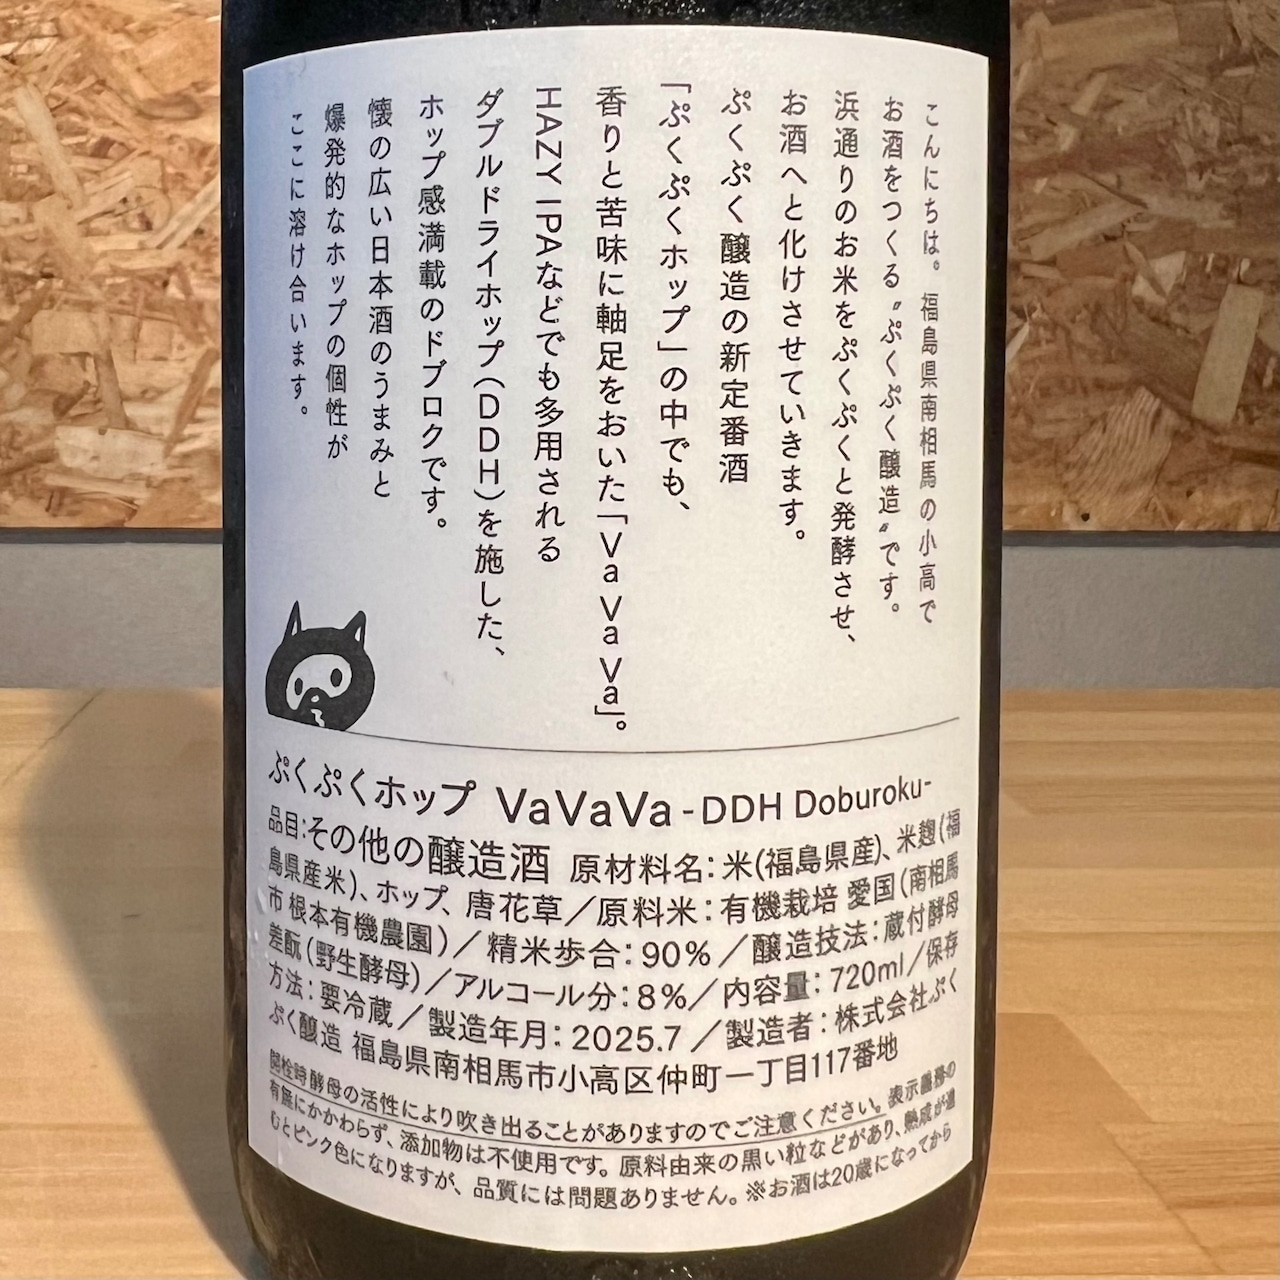 こんにちは。福島県南相馬の小高で
お酒をつくる〝ぷくぷく醸造〟です。
浜通りのお米をぷくぷくと発酵させ、
お酒へと化けさせていきます。
ぷくぷく醸造の新定番酒
「ぷくぷくホップ」の中でも、
香りと苦味に軸足をおいた「Va Va Va」。
HAZY IPAなどでも多用される
ダブルドライホップ(DDH)を施した、
ホップ感満載のドブロクです。
懐の広い日本酒のうまみと
爆発的なホップの個性が
ここに溶け合います。
ぷくぷくホップ VaVaVa -DDH Doburoku-
品目:その他の醸造酒 原材料名:米(福島県産)、米麹(福
島県産米)、ホップ、唐花草/原料米:有機栽培 愛国(南相馬
市 根本有機農園)/精米歩合:90%/醸造技法:蔵付酵母
差酛(野生酵母)/アルコール分:8%/内容量:720ml/保存
方法:要冷蔵/製造年月:2025.7/製造者:株式会社ぷく
ぷく醸造 福島県南相馬市小高区仲町一丁目117番地
開栓時酵母の活性により吹き出ることがありますのでご注意ください。表示義務の
有無にかかわらず、添加物は不使用です。原料由来の黒い粒などがあり、熟成が進
むとピンク色になりますが、品質には問題ありません。※お酒は20歳になってから